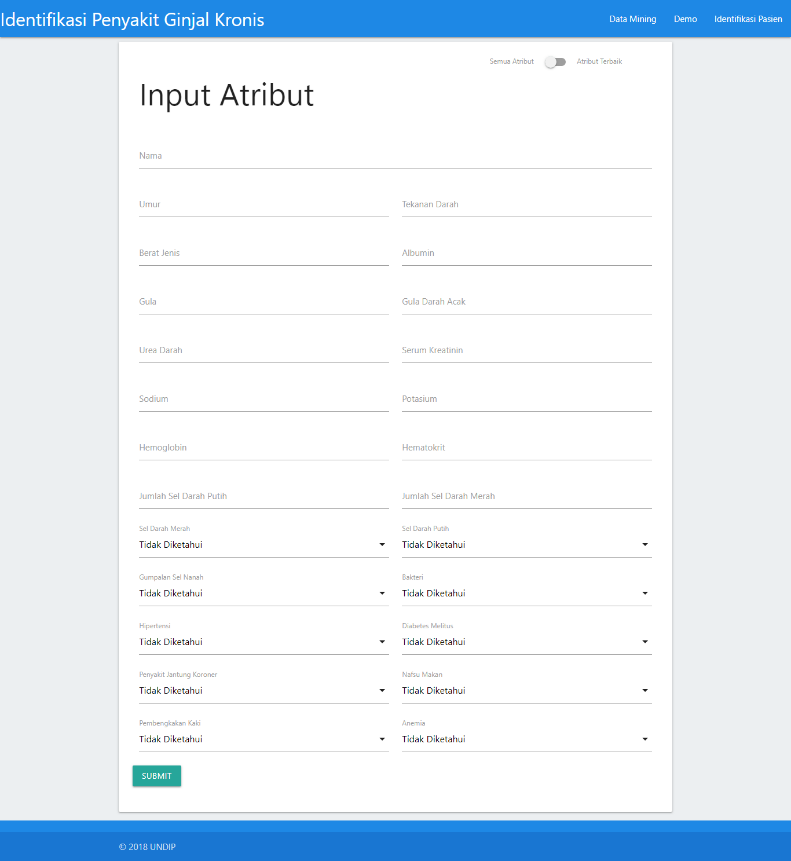 Identifikasi Penyakit Ginjal Kronis Data Mining Demo Identifikasi Pasien
Semua Atribut Atribut Terbaik
Input Atribut
Nama
Umur Tekanan Darah
Berat Jenis Albumin
Gula Gula Darah Acak
Urea Darah Serum Kreatinin
Sodium Potasium
Hemoglobin Hematokrit
Jumlah Sel Darah Putih Jumlah Sel Darah Merah
Sel Darah Merah Sel Darah Putih
Tidak Diketahui Tidak Diketahui
Gumpalan Sel Nanah Bakteri
Tidak Diketahui Tidak Diketahui
Hipertensi Diabetes Melitus
Tidak Diketahui Tidak Diketahui
Penyakit Jantung Koroner Nafsu Makan
Tidak Diketahui Tidak Diketahui
Pembengkakan Kaki Anemia
Tidak Diketahui Tidak Diketahui
SUBMIT
© 2018 UNDIP